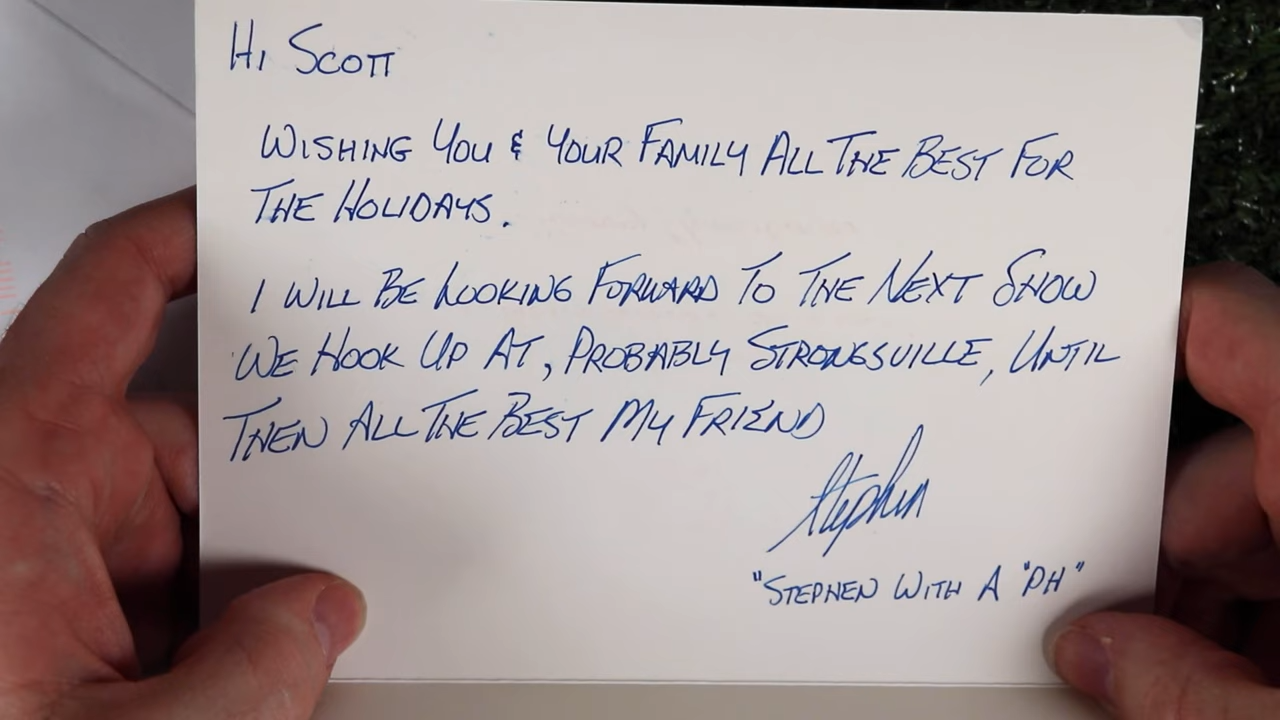 Hi Scott
Wishing You & Your Family All The Best For
The Holidays.
I Will Be Looking Forward To The Next Show
We Hook Up At, Probably Strongsville, Until
Then All The Best My Friend
Stephen
"Stephen With A "PH"